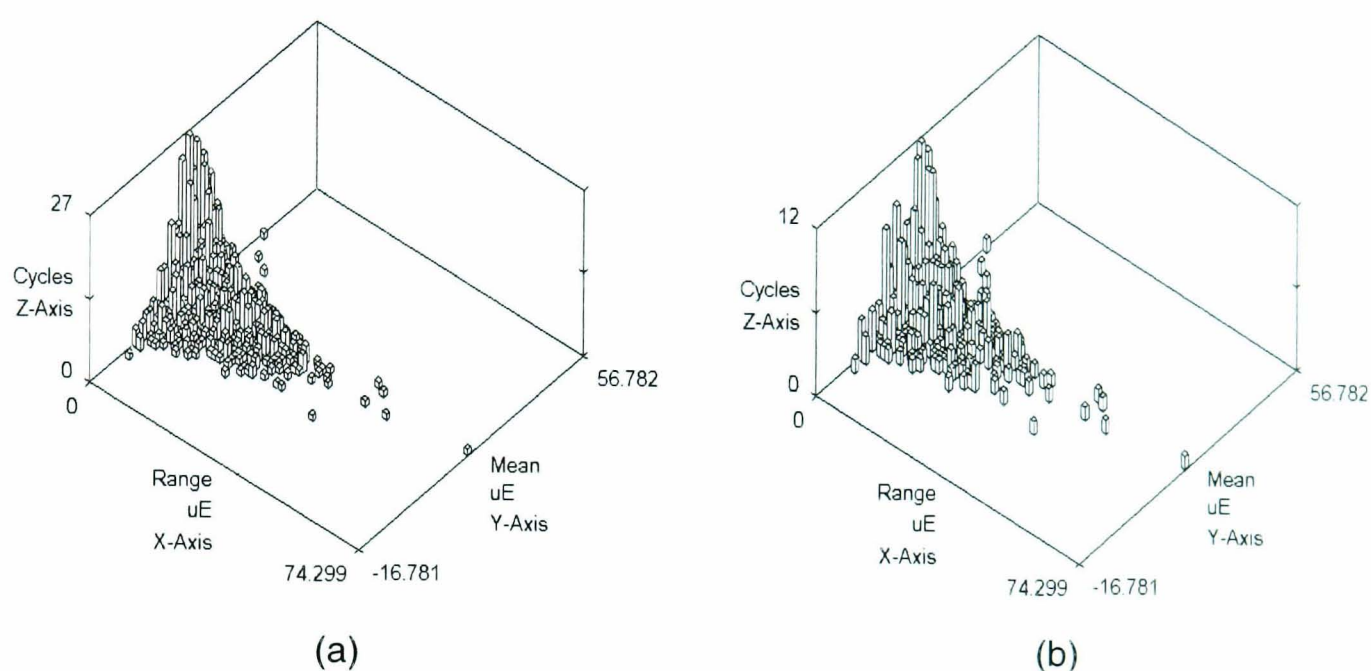 27
Cycles
Z-Axis
0
0
Range
uE
X-Axis
74.299
-16.781
Mean
uE
Y-Axis
56.782
(a)
12
Cycles
Z-Axis
0
0
Range
uE
X-Axis
74.299
-16.781
Mean
uE
Y-Axis
56.782
(b)